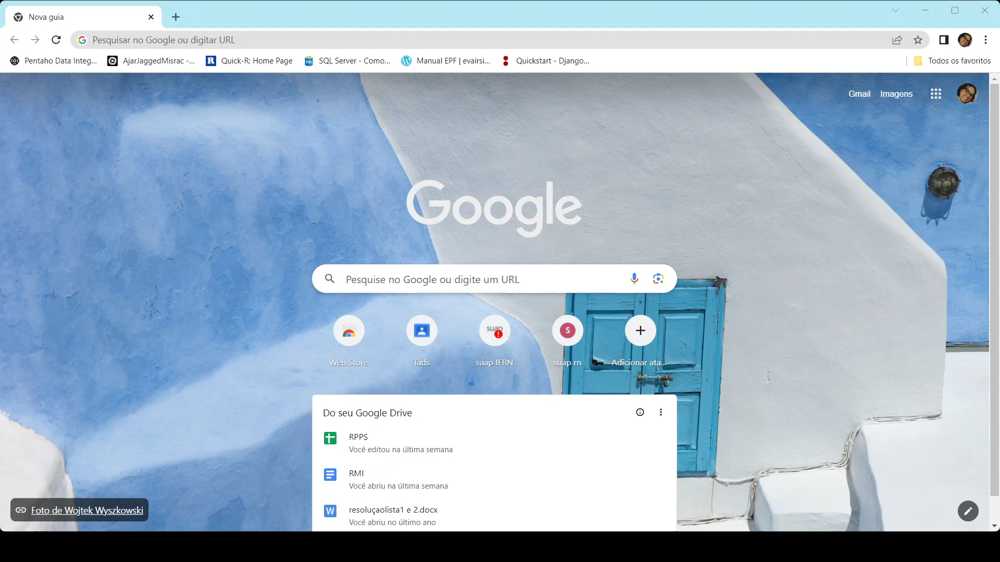 Nova guia
Pesquisar no Google ou digitar URL
Pentaho Data Integ... AjarJaggedMisrac -... Quick-R: Home Page SQL Server - Como... Manual EPF | evairsi... Quickstart - Django... Todos os favoritos
Gmail Imagens
Google
Pesquise no Google ou digite um URL
suap
S
Web Store Tads suap IFRN suap rn Adicionar ata...
Do seu Google Drive
RPPS
Você editou na última semana
RMI
Você abriu na última semana
resoluçaolista1 e 2.docx
Você abriu no último ano
Foto de Wojtek Wyszkowski